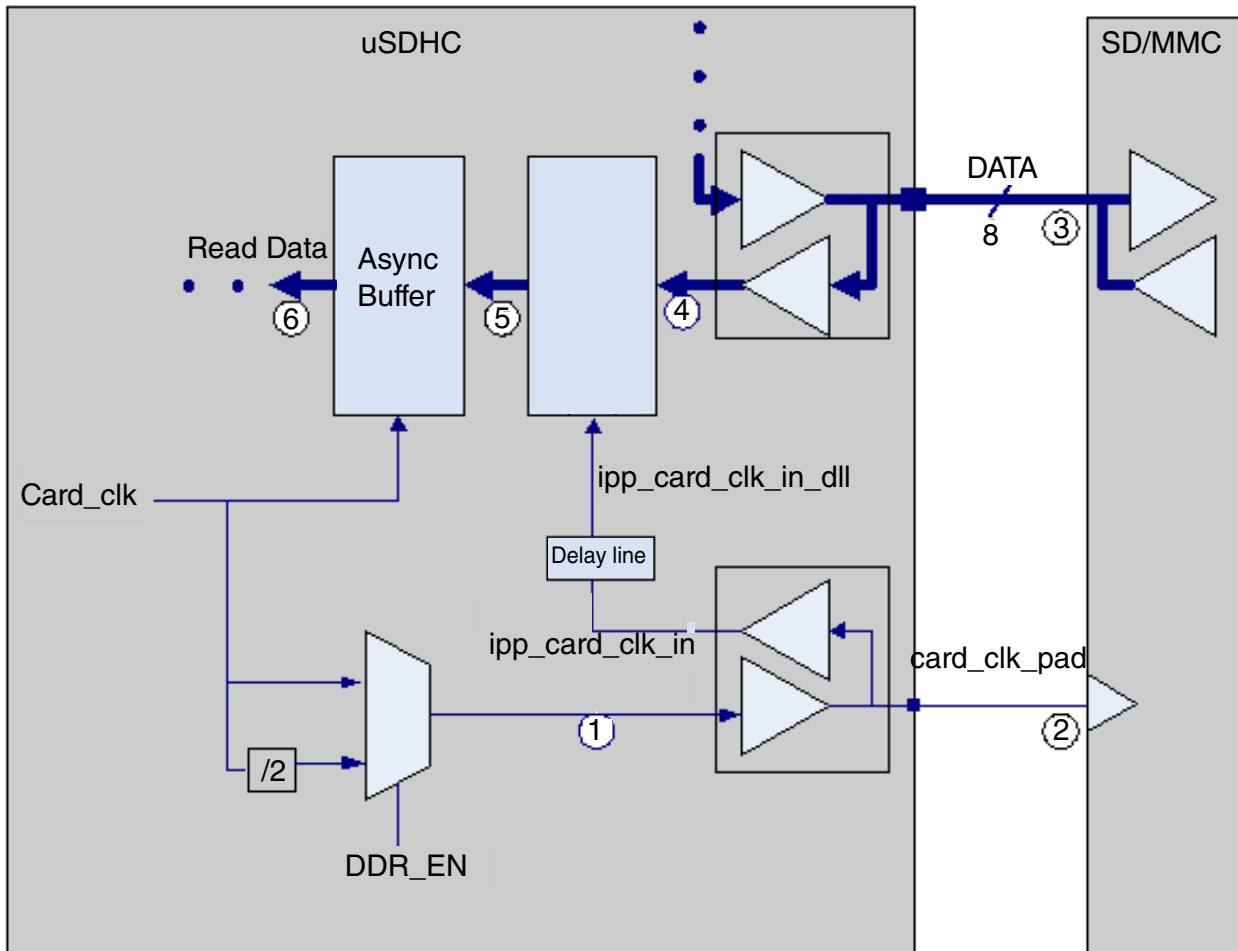 uSDHC
SD/MMC
DATA
8
3
Read Data
Async
Buffer
6
5
4
Card_clk
ipp_card_clk_in_dll
Delay line
ipp_card_clk_in
card_clk_pad
1
2
/2
DDR_EN